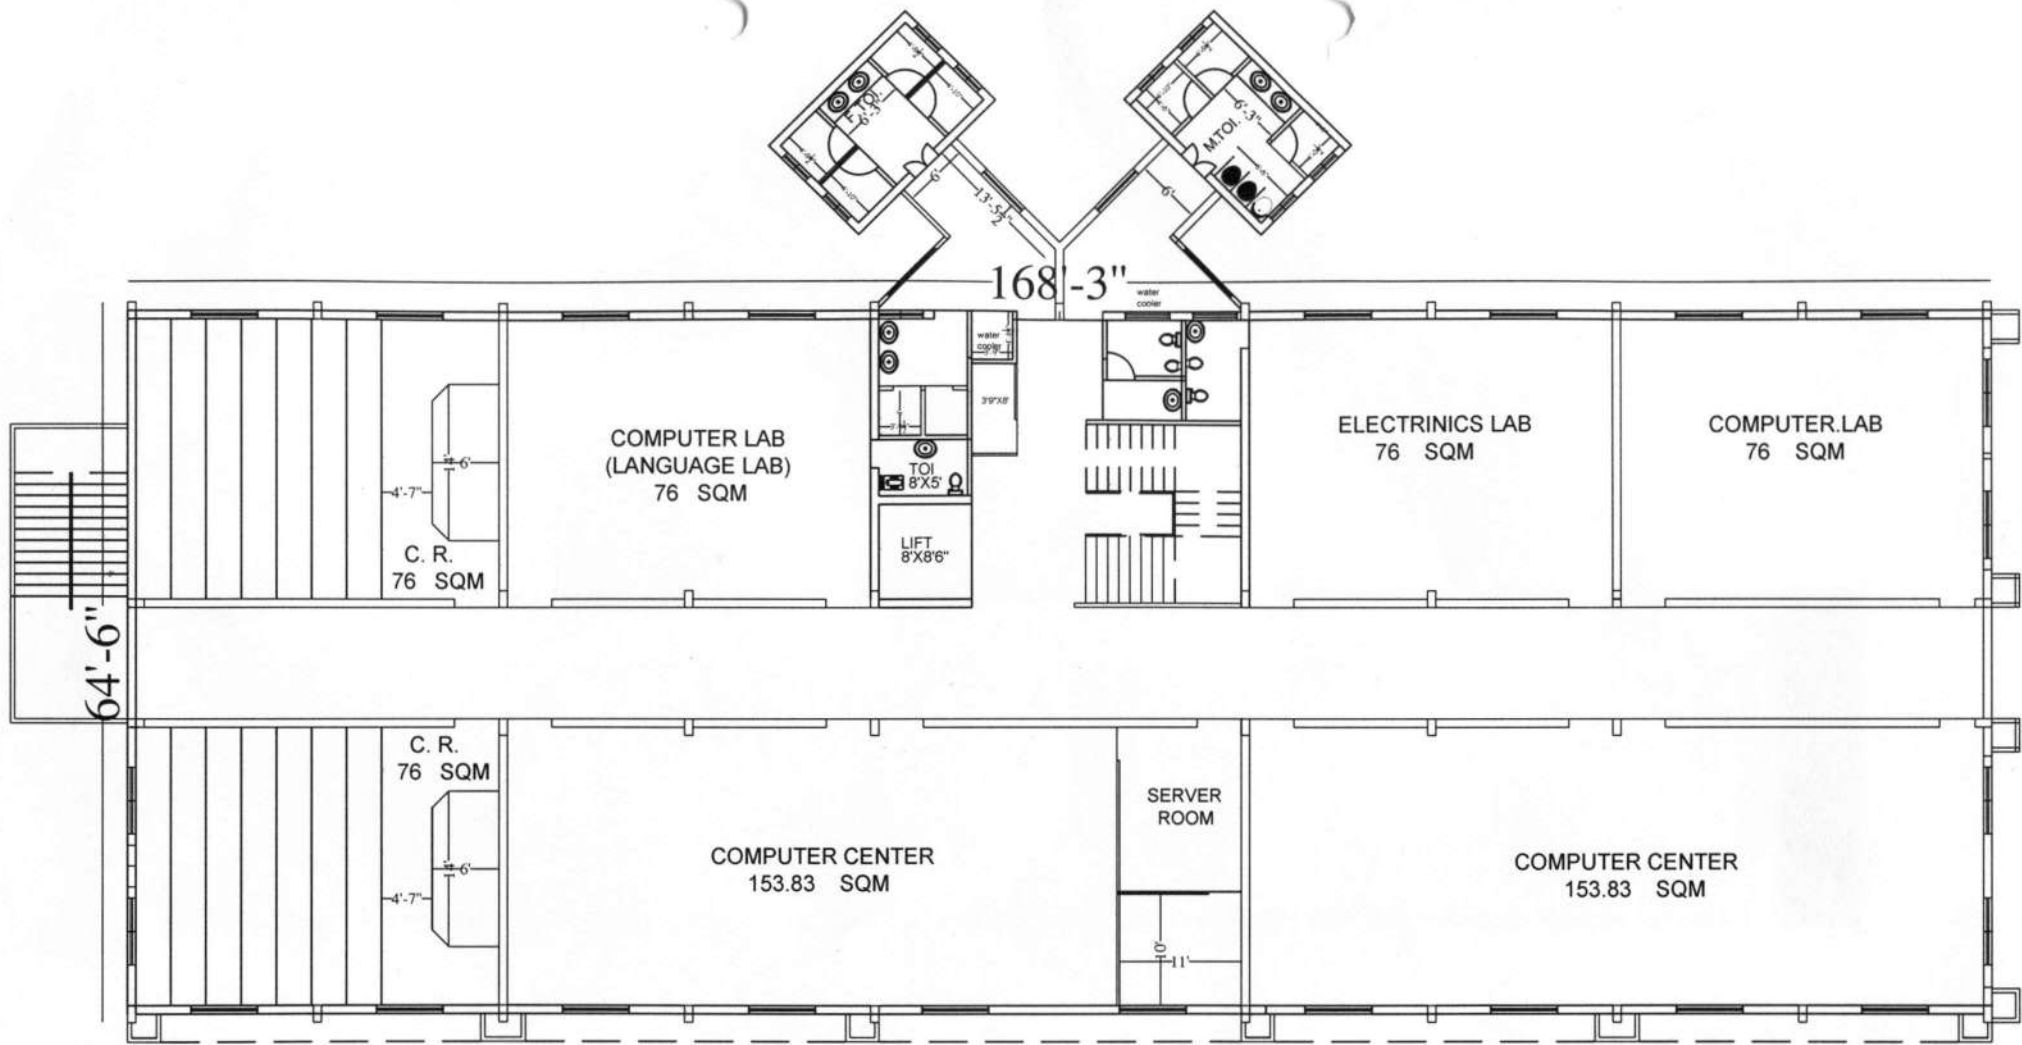 F.TOI.
6'-3"
6'
13'-5½"
6'-3"
M.TOI.
6'
168'-3"
water
cooler
water
cooler
3'9"X8'
COMPUTER LAB
(LANGUAGE LAB)
76 SQM
TOI
8'X5'
LIFT
8'X8'6"
ELECTRINICS LAB
76 SQM
COMPUTER.LAB
76 SQM
6'
4'-7"
C. R.
76 SQM
64'-6"
C. R.
76 SQM
6'
4'-7"
COMPUTER CENTER
153.83 SQM
SERVER
ROOM
10'
11'
COMPUTER CENTER
153.83 SQM